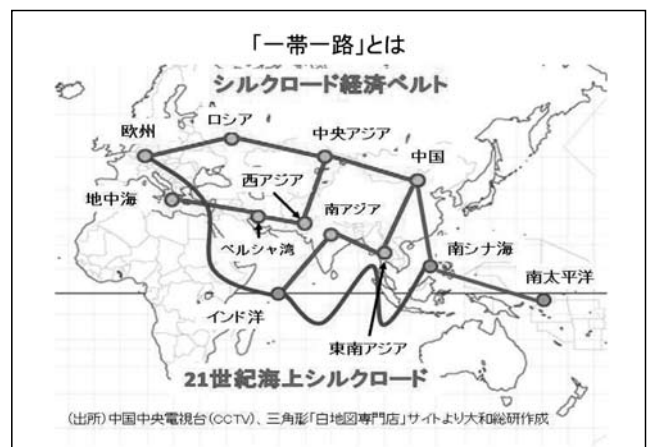 「一帯一路」とは
シルクロード経済ベルト
ロシア
欧州
中央アジア
中国
西アジア
地中海
南アジア
ペルシャ湾
南シナ海
南太平洋
インド洋
東南アジア
21世紀海上シルクロード
(出所)中国中央電視台(CCTV)、三角形「白地図専門店」サイトより大和総研作成